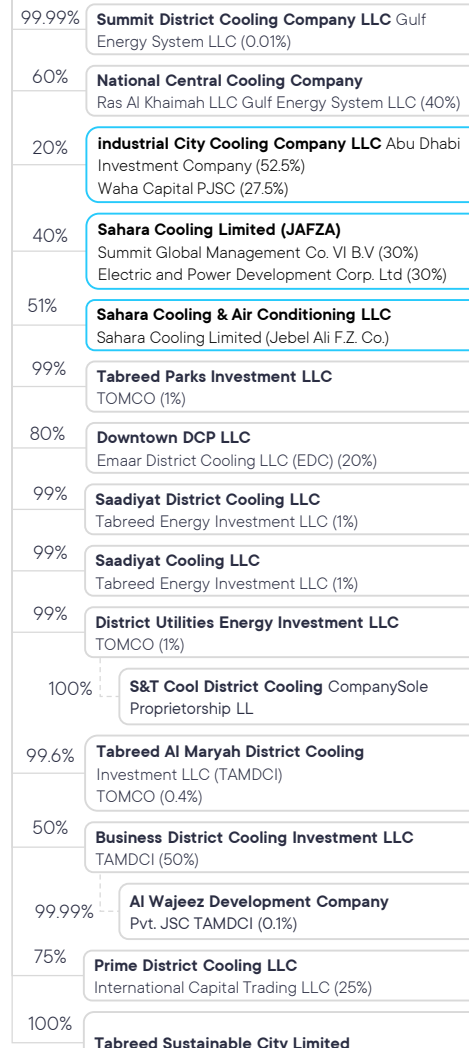 99.99%
Summit District Cooling Company LLC Gulf
Energy System LLC (0.01%)
60%
National Central Cooling Company
Ras Al Khaimah LLC Gulf Energy System LLC (40%)
20%
industrial City Cooling Company LLC Abu Dhabi
Investment Company (52.5%)
Waha Capital PJSC (27.5%)
40%
Sahara Cooling Limited (JAFZA)
Summit Global Management Co. VI B.V (30%)
Electric and Power Development Corp. Ltd (30%)
51%
Sahara Cooling & Air Conditioning LLC
Sahara Cooling Limited (Jebel Ali F.Z. Co.)
99%
Tabreed Parks Investment LLC
TOMCO (1%)
80%
Downtown DCP LLC
Emaar District Cooling LLC (EDC) (20%)
99%
Saadiyat District Cooling LLC
Tabreed Energy Investment LLC (1%)
99%
Saadiyat Cooling LLC
Tabreed Energy Investment LLC (1%)
99%
District Utilities Energy Investment LLC
TOMCO (1%)
100%
S&T Cool District Cooling CompanySole
Proprietorship LL
99.6%
Tabreed Al Maryah District Cooling
Investment LLC (TAMDCI)
TOMCO (0.4%)
50%
Business District Cooling Investment LLC
TAMDCI (50%)
99.99%
Al Wajeez Development Company
Pvt. JSC TAMDCI (0.1%)
75%
Prime District Cooling LLC
International Capital Trading LLC (25%)
100%
Tabreed Sustainable City Limited